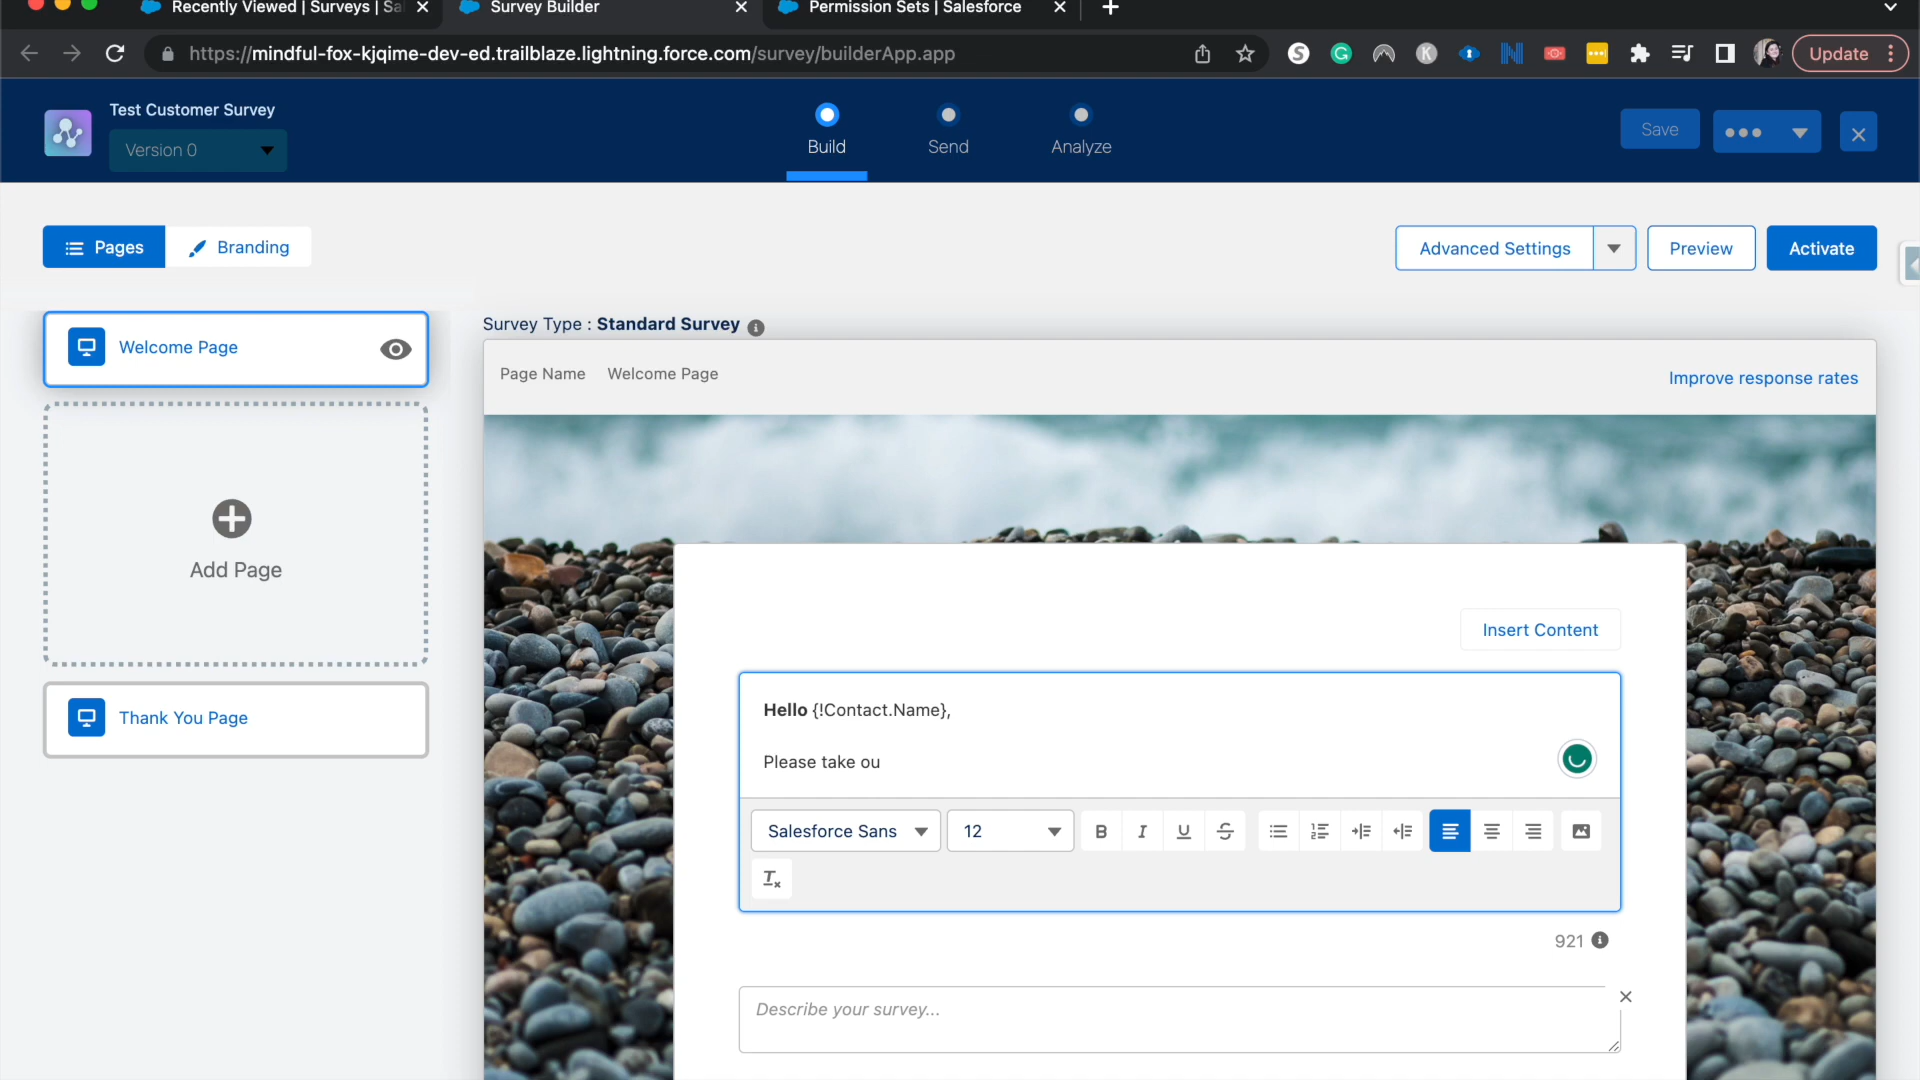 Recently Viewed | Surveys | Sal
Survey Builder
Permission Sets | Salesforce
https://mindful-fox-kjqime-dev-ed.trailblaze.lightning.force.com/survey/builderApp.app
Update
Test Customer Survey
Version 0
Build
Send
Analyze
Save
Pages
Branding
Advanced Settings
Preview
Activate
Welcome Page
Add Page
Thank You Page
Survey Type : Standard Survey
Page Name Welcome Page
Improve response rates
Insert Content
Hello {!Contact.Name},
Please take ou
Salesforce Sans
12
B I U S
921
Describe your survey...